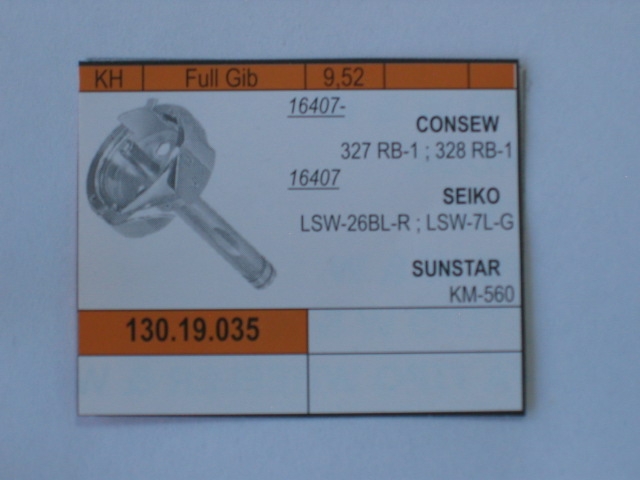 KH Full Gib 9,52
16407-
CONSEW
327 RB-1 ; 328 RB-1
16407
SEIKO
LSW-26BL-R ; LSW-7L-G
SUNSTAR
KM-560
130.19.035